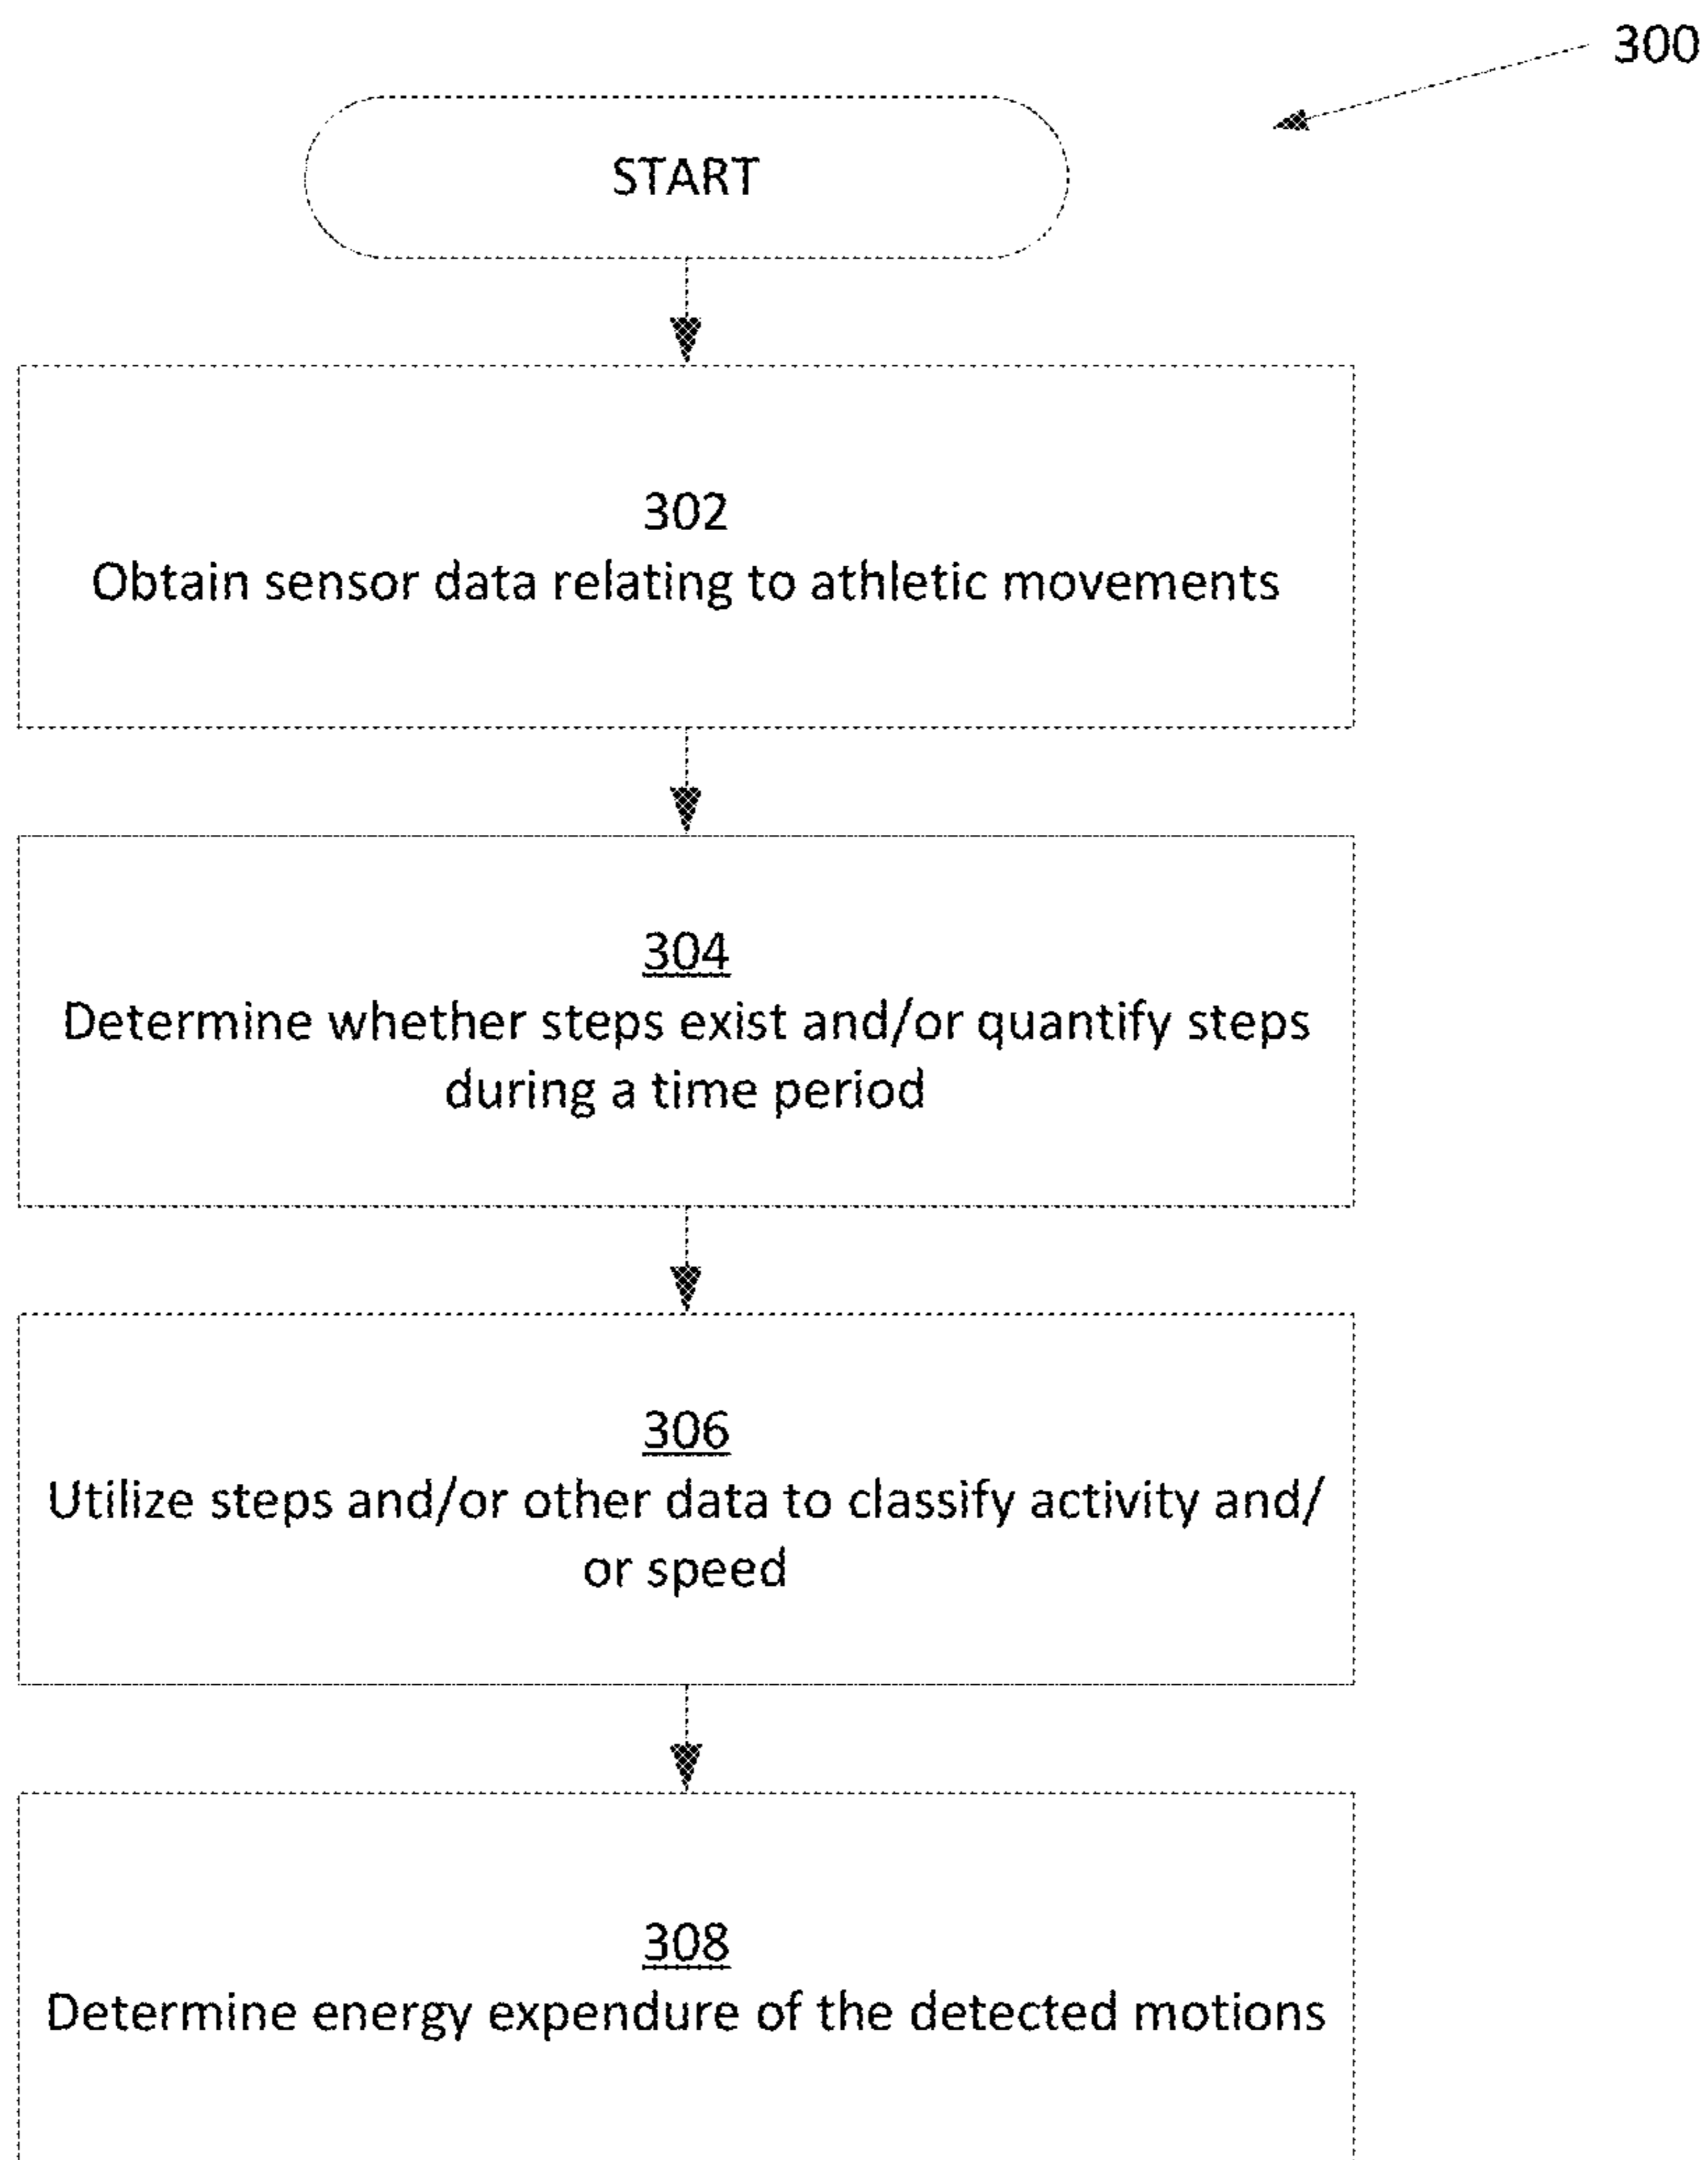 300
START
302
Obtain sensor data relating to athletic movements
304
Determine whether steps exist and/or quantify steps
during a time period
306
Utilize steps and/or other data to classify activity and/
or speed
308
Determine energy expendure of the detected motions